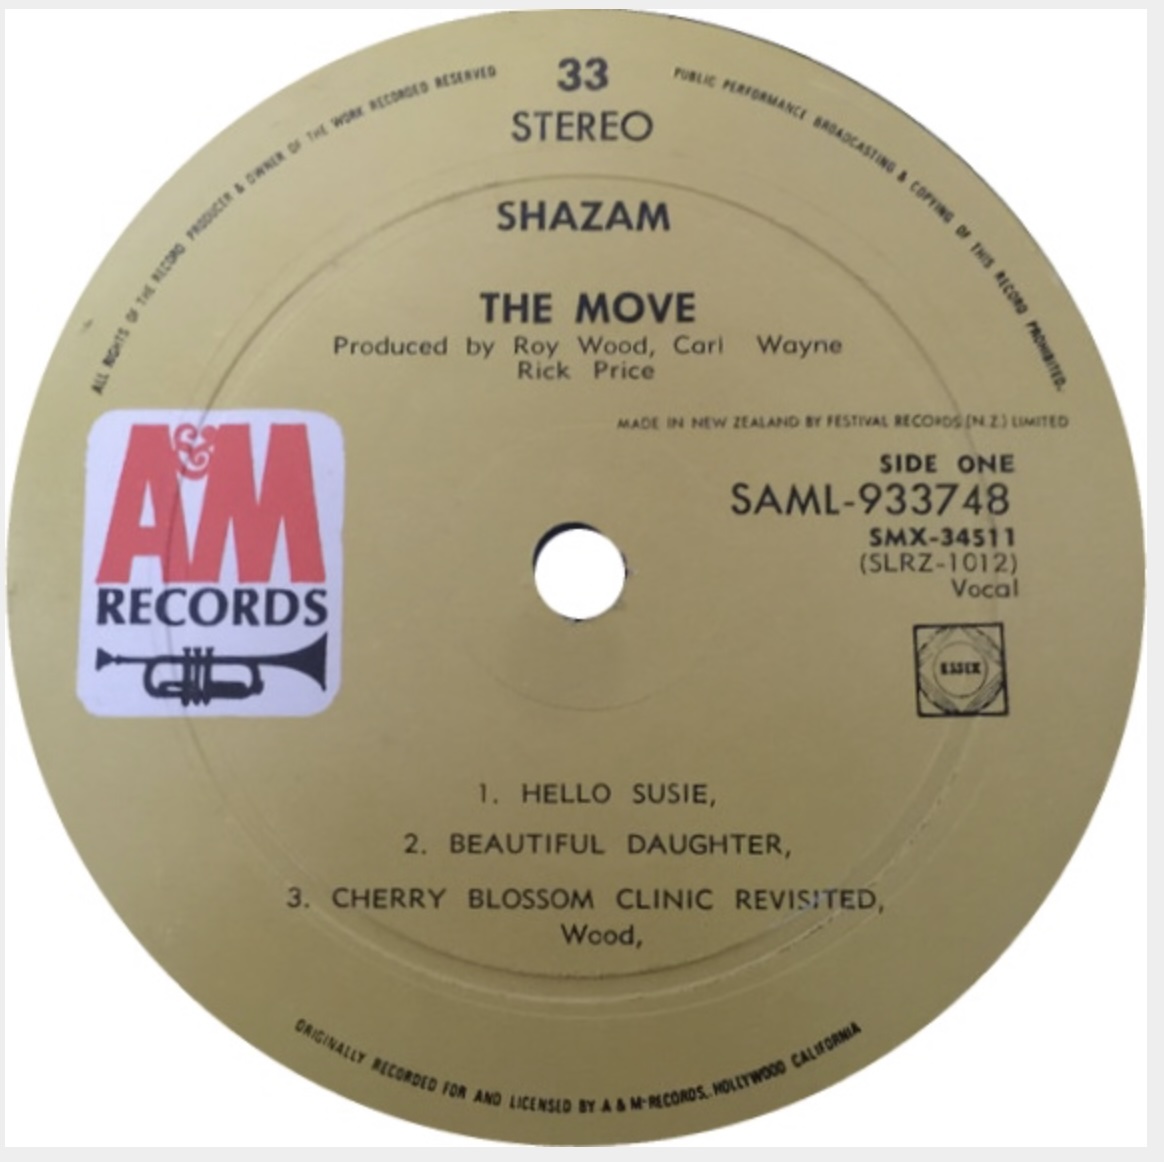 33
STEREO
ALL RIGHTS OF THE RECORD PRODUCER & OWNER OF THE WORK RECORDED RESERVED
PUBLIC PERFORMANCE BROADCASTING & COPYING OF THIS RECORD PROHIBITED.
SHAZAM
THE MOVE
Produced by Roy Wood, Carl Wayne
Rick Price
MADE IN NEW ZEALAND BY FESTIVAL RECORDS (N.Z.) LIMITED
A&M
RECORDS
SIDE ONE
SAML-933748
SMX-34511
(SLRZ-1012)
Vocal
ESSEX
1. HELLO SUSIE,
2. BEAUTIFUL DAUGHTER,
3. CHERRY BLOSSOM CLINIC REVISITED,
Wood,
ORIGINALLY RECORDED FOR AND LICENSED BY A & M-RECORDS, HOLLYWOOD CALIFORNIA